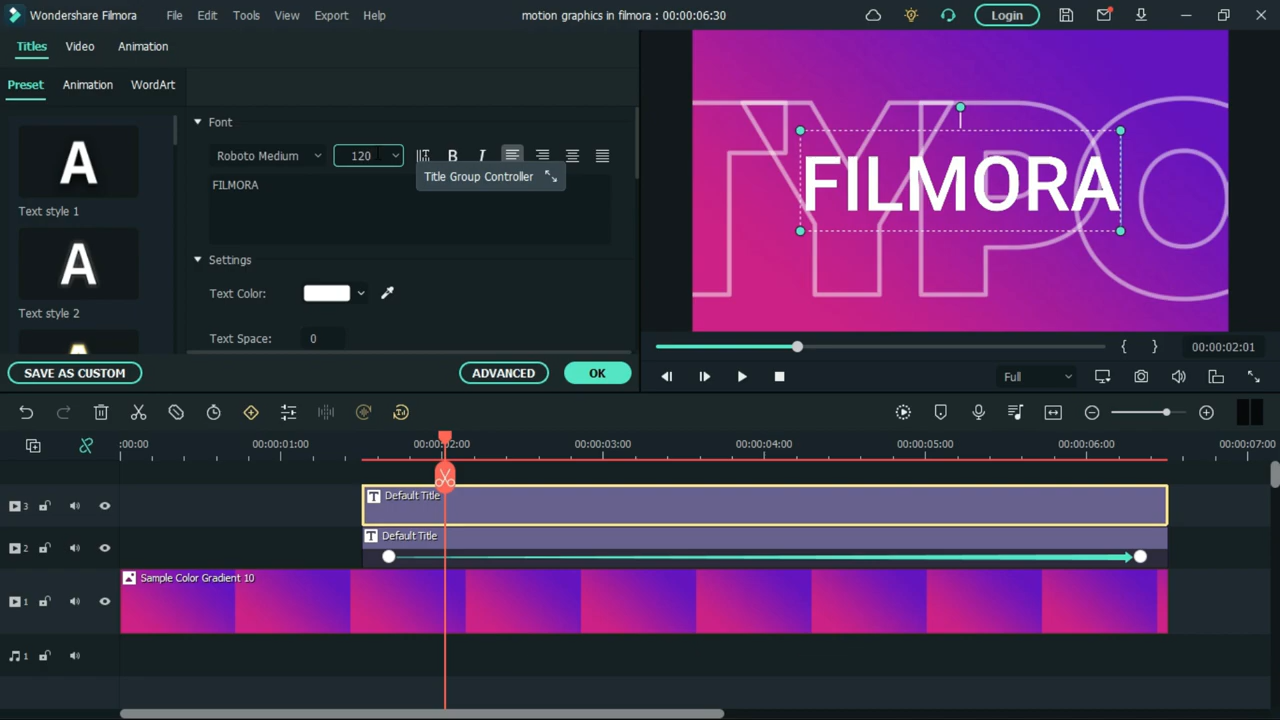 Wondershare Filmora File Edit Tools View Export Help motion graphics in filmora : 00:00:06:30 Login
Titles Video Animation
Preset Animation WordArt
Font
Roboto Medium 120 B I
Title Group Controller
FILMORA
A
Text style 1
A
Text style 2
Settings
Text Color:
Text Space: 0
SAVE AS CUSTOM ADVANCED OK
TYPO
FILMORA
{ } 00:00:02:01
Full
:00:00 00:00:01:00 00:00:02:00 00:00:03:00 00:00:04:00 00:00:05:00 00:00:06:00 00:00:07:00
3 T Default Title
2 T Default Title
1 Sample Color Gradient 10
1